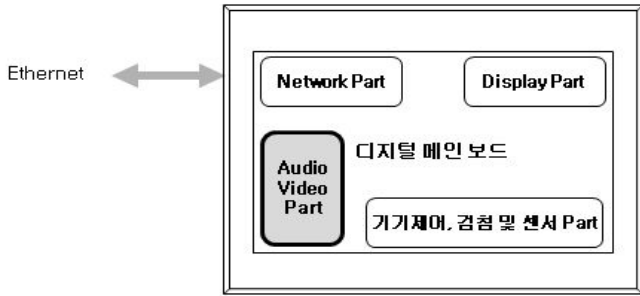 Ethernet
Network Part
Display Part
디지털 메인 보드
Audio
Video
Part
기기제어, 검침 및 센서 Part